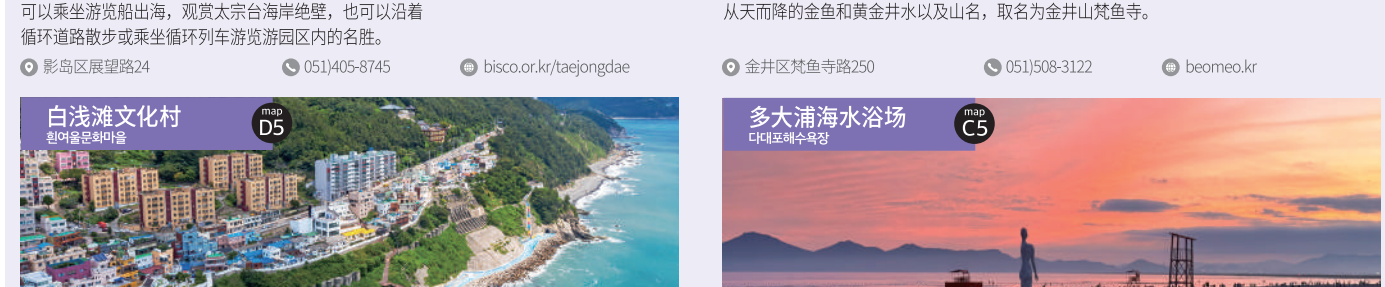 可以乘坐游览船出海，观赏太宗台海岸绝壁，也可以沿着
循环道路散步或乘坐循环列车游览游园区内的名胜。
影岛区展望路24 051)405-8745 bisco.or.kr/taejongdae
白浅滩文化村 map
흰여울문화마을 D5
从天而降的金鱼和黄金井水以及山名，取名为金井山梵鱼寺。
金井区梵鱼寺路250 051)508-3122 beomeo.kr
多大浦海水浴场 map
다대포해수욕장 C5